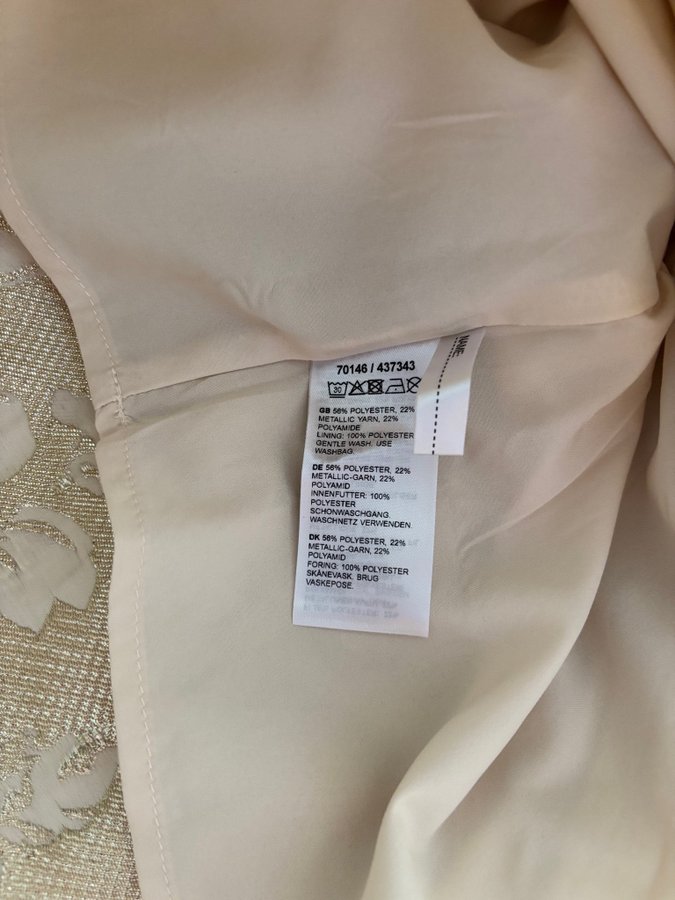 NAME:
70146 / 437343
30
GB 56% POLYESTER, 22%
METALLIC YARN, 22%
POLYAMIDE
LINING: 100% POLYESTER
GENTLE WASH. USE
WASHBAG.
DE 56% POLYESTER, 22%
METALLIC-GARN, 22%
POLYAMID
INNENFUTTER: 100%
POLYESTER
SCHONWASCHGANG.
WASCHNETZ VERWENDEN.
DK 56% POLYESTER, 22%
METALLIC-GARN, 22%
POLYAMID
FORING: 100% POLYESTER
SKÅNEVASK. BRUG
VASKEPOSE.